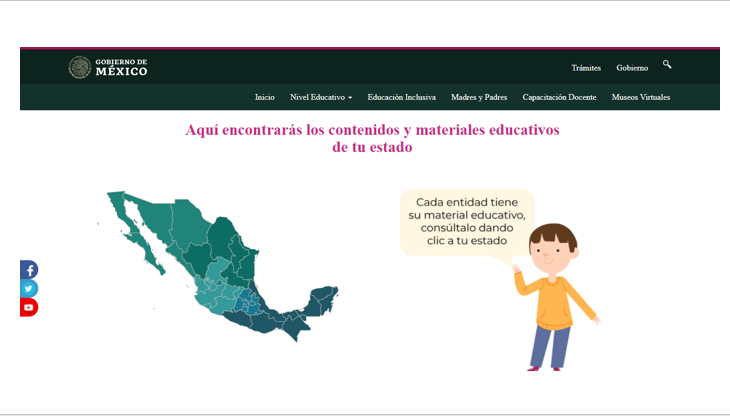 GOBIERNO DE
MÉXICO
Trámites Gobierno
Inicio Nivel Educativo Educación Inclusiva Madres y Padres Capacitación Docente Museos Virtuales
Aquí encontrarás los contenidos y materiales educativos
de tu estado
Cada entidad tiene
su material educativo,
consúltalo dando
clic a tu estado